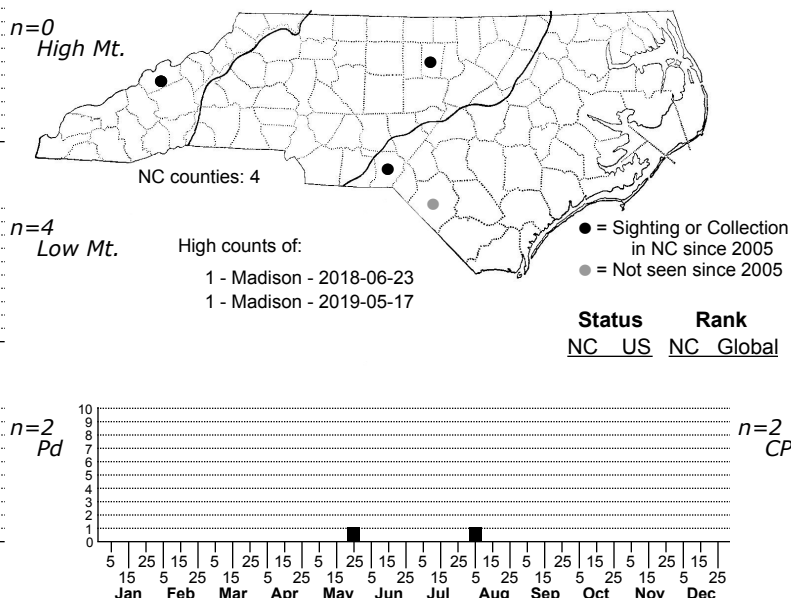 n=0
High Mt.
NC counties: 4
n=4
Low Mt.
High counts of:
1 - Madison - 2018-06-23
1 - Madison - 2019-05-17
● = Sighting or Collection
in NC since 2005
● = Not seen since 2005
Status Rank
NC US NC Global
n=2
Pd
n=2
CP
10
9
8
7
6
5
4
3
2
1
0
5 25 15 5 25 15 5 25 15 5 25 15 5 25 15 5 25 15
15 5 25 15 5 25 15 5 25 15 5 25 15 5 25 15 5 25
Jan Feb Mar Apr May Jun Jul Aug Sep Oct Nov Dec